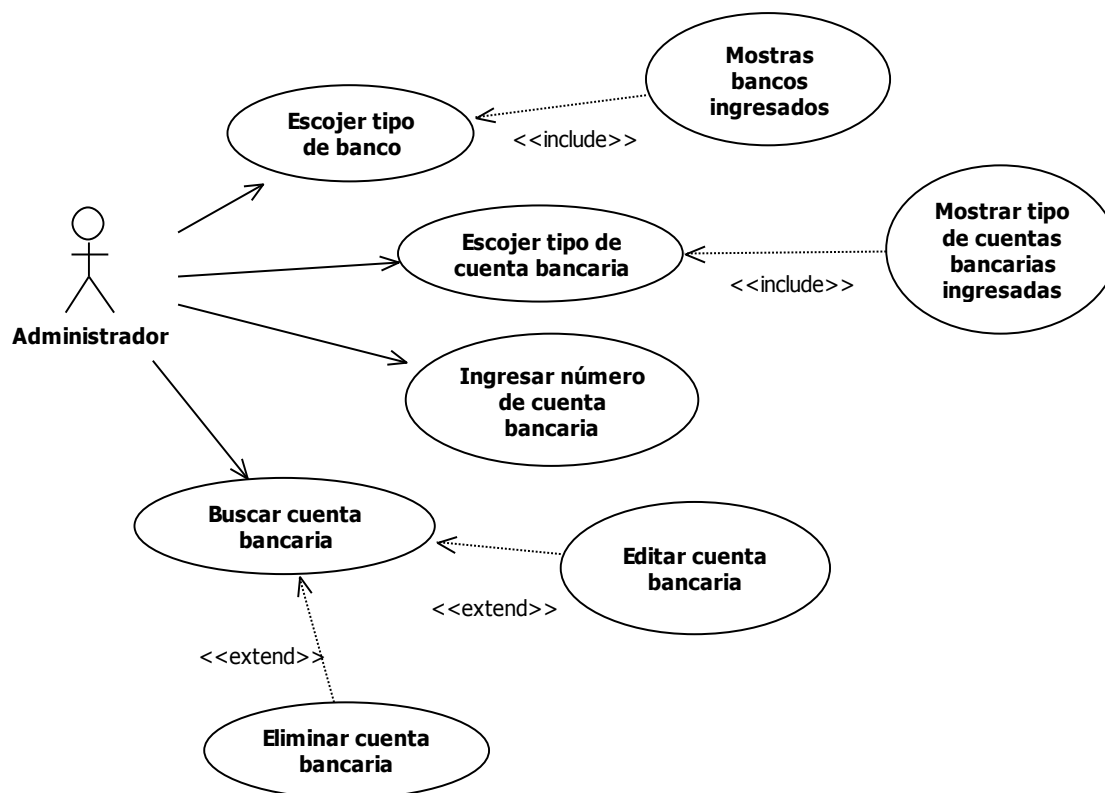 Mostras
bancos
ingresados
Escojer tipo
de banco
<<include>>
Mostrar tipo
de cuentas
bancarias
ingresadas
Escojer tipo de
cuenta bancaria
<<include>>
Administrador
Ingresar número
de cuenta
bancaria
Buscar cuenta
bancaria
Editar cuenta
bancaria
<<extend>>
<<extend>>
Eliminar cuenta
bancaria